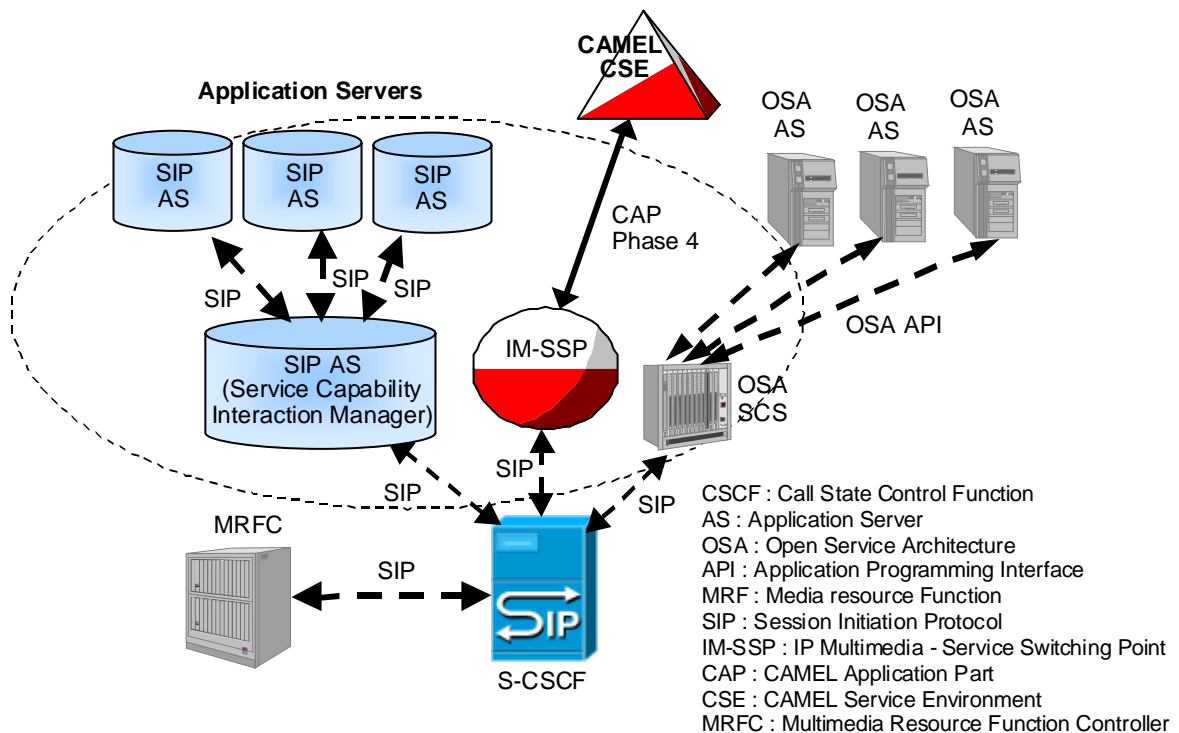 CAMEL
CSE
Application Servers
OSA
AS
OSA
AS
OSA
AS
SIP
AS
SIP
AS
SIP
AS
CAP
Phase 4
SIP
SIP
SIP
OSA API
SIP AS
(Service Capability
Interaction Manager)
IM-SSP
OSA
SCS
SIP
SIP
SIP
MRFC
SIP
SIP
S-CSCF
CSCF : Call State Control Function
AS : Application Server
OSA : Open Service Architecture
API : Application Programming Interface
MRF : Media resource Function
SIP : Session Initiation Protocol
IM-SSP : IP Multimedia - Service Switching Point
CAP : CAMEL Application Part
CSE : CAMEL Service Environment
MRFC : Multimedia Resource Function Controller